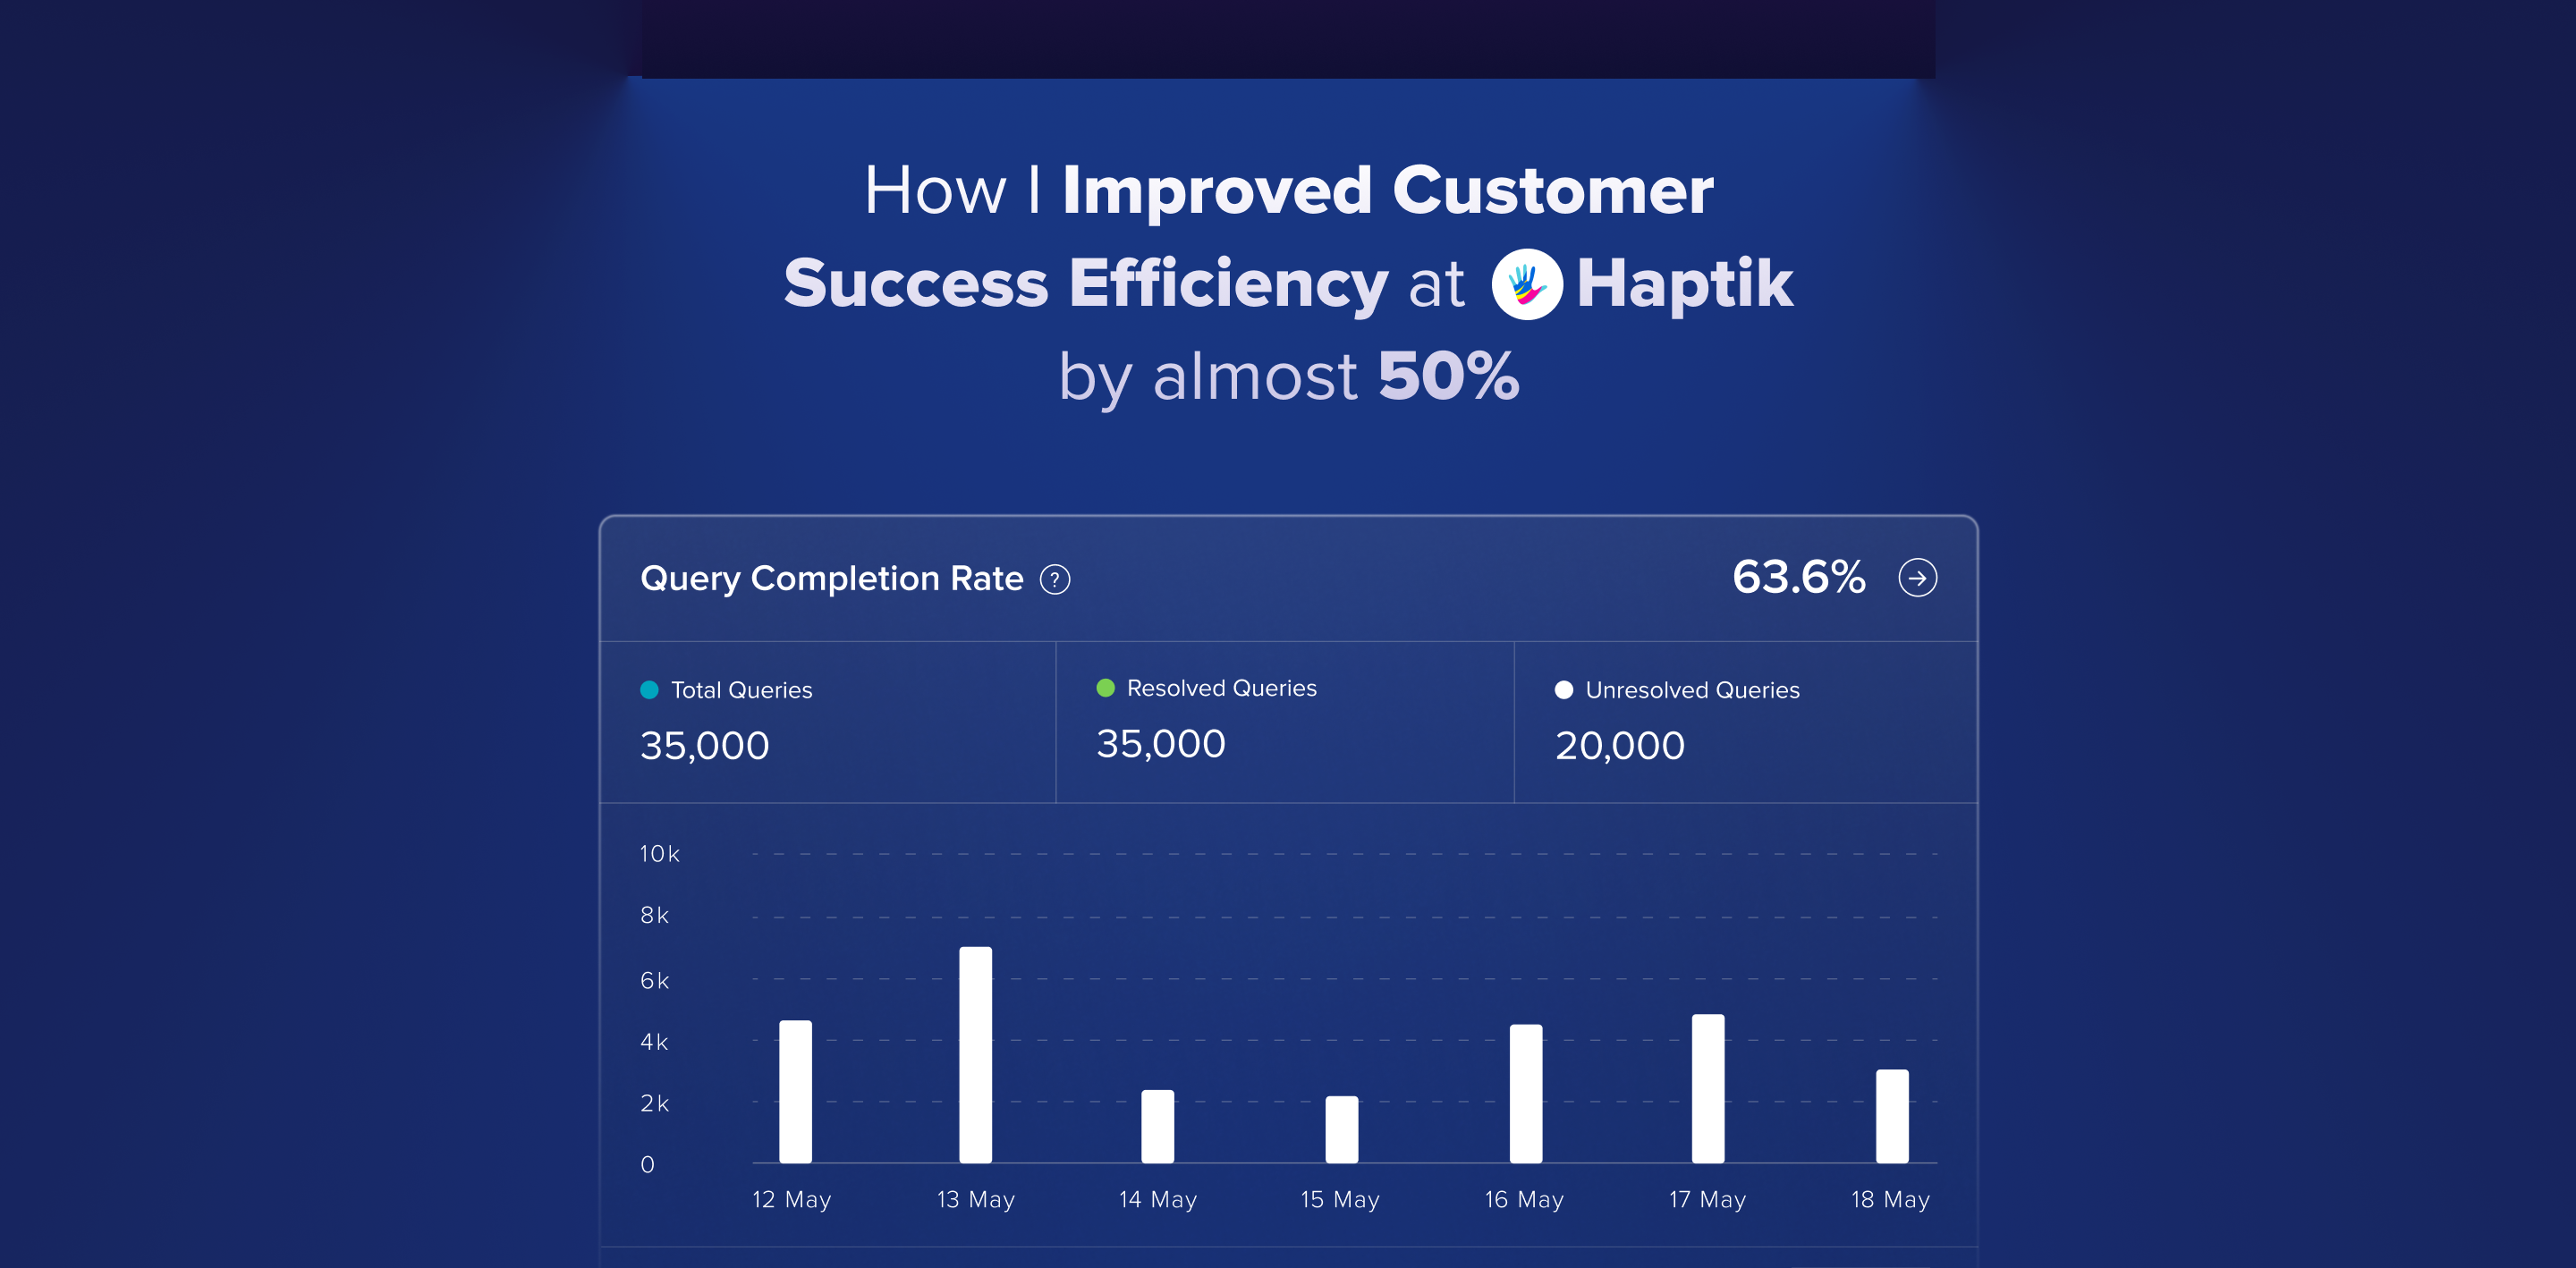 How I Improved Customer
Success Efficiency at Haptik
by almost 50%
Query Completion Rate ?
63.6%
Total Queries
35,000
Resolved Queries
35,000
Unresolved Queries
20,000
10k
8k
6k
4k
2k
0
12 May
13 May
14 May
15 May
16 May
17 May
18 May